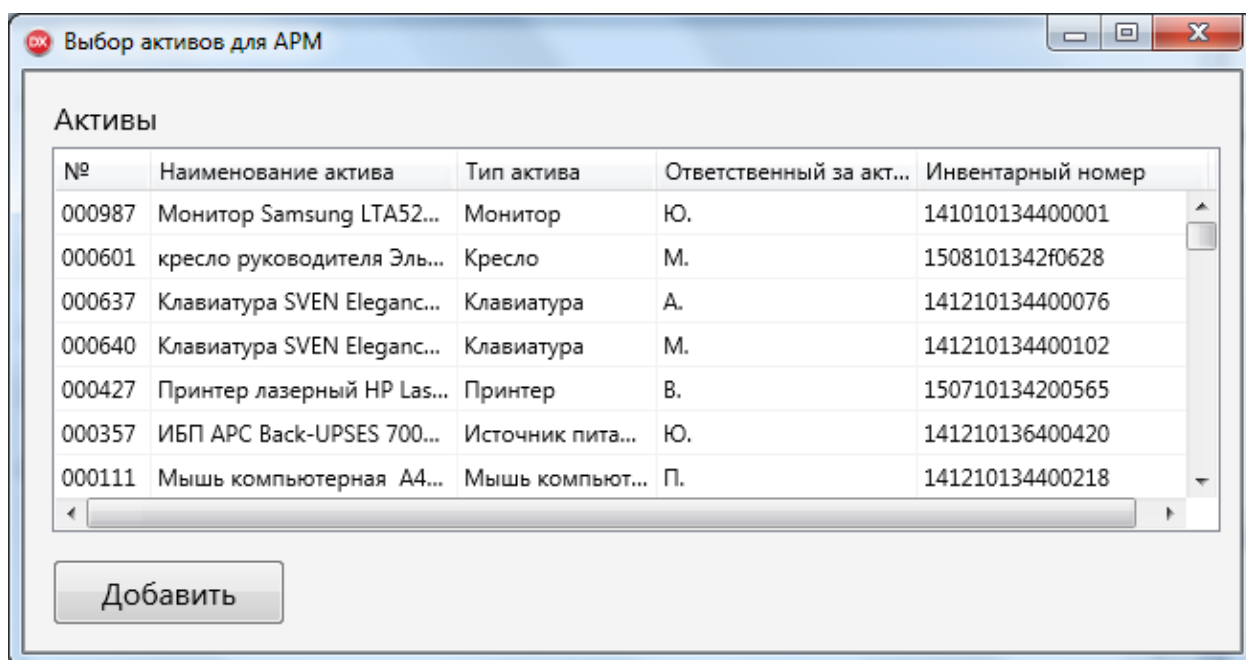 DX Выбор активов для АРМ
Активы
№ Наименование актива Тип актива Ответственный за акт... Инвентарный номер
000987 Монитор Samsung LTA52... Монитор Ю. 141010134400001
000601 кресло руководителя Эль... Кресло М. 1508101342f0628
000637 Клавиатура SVEN Eleganc... Клавиатура А. 141210134400076
000640 Клавиатура SVEN Eleganc... Клавиатура М. 141210134400102
000427 Принтер лазерный HP Las... Принтер В. 150710134200565
000357 ИБП APC Back-UPSES 700... Источник пита... Ю. 141210136400420
000111 Мышь компьютерная A4... Мышь компьют... П. 141210134400218
Добавить